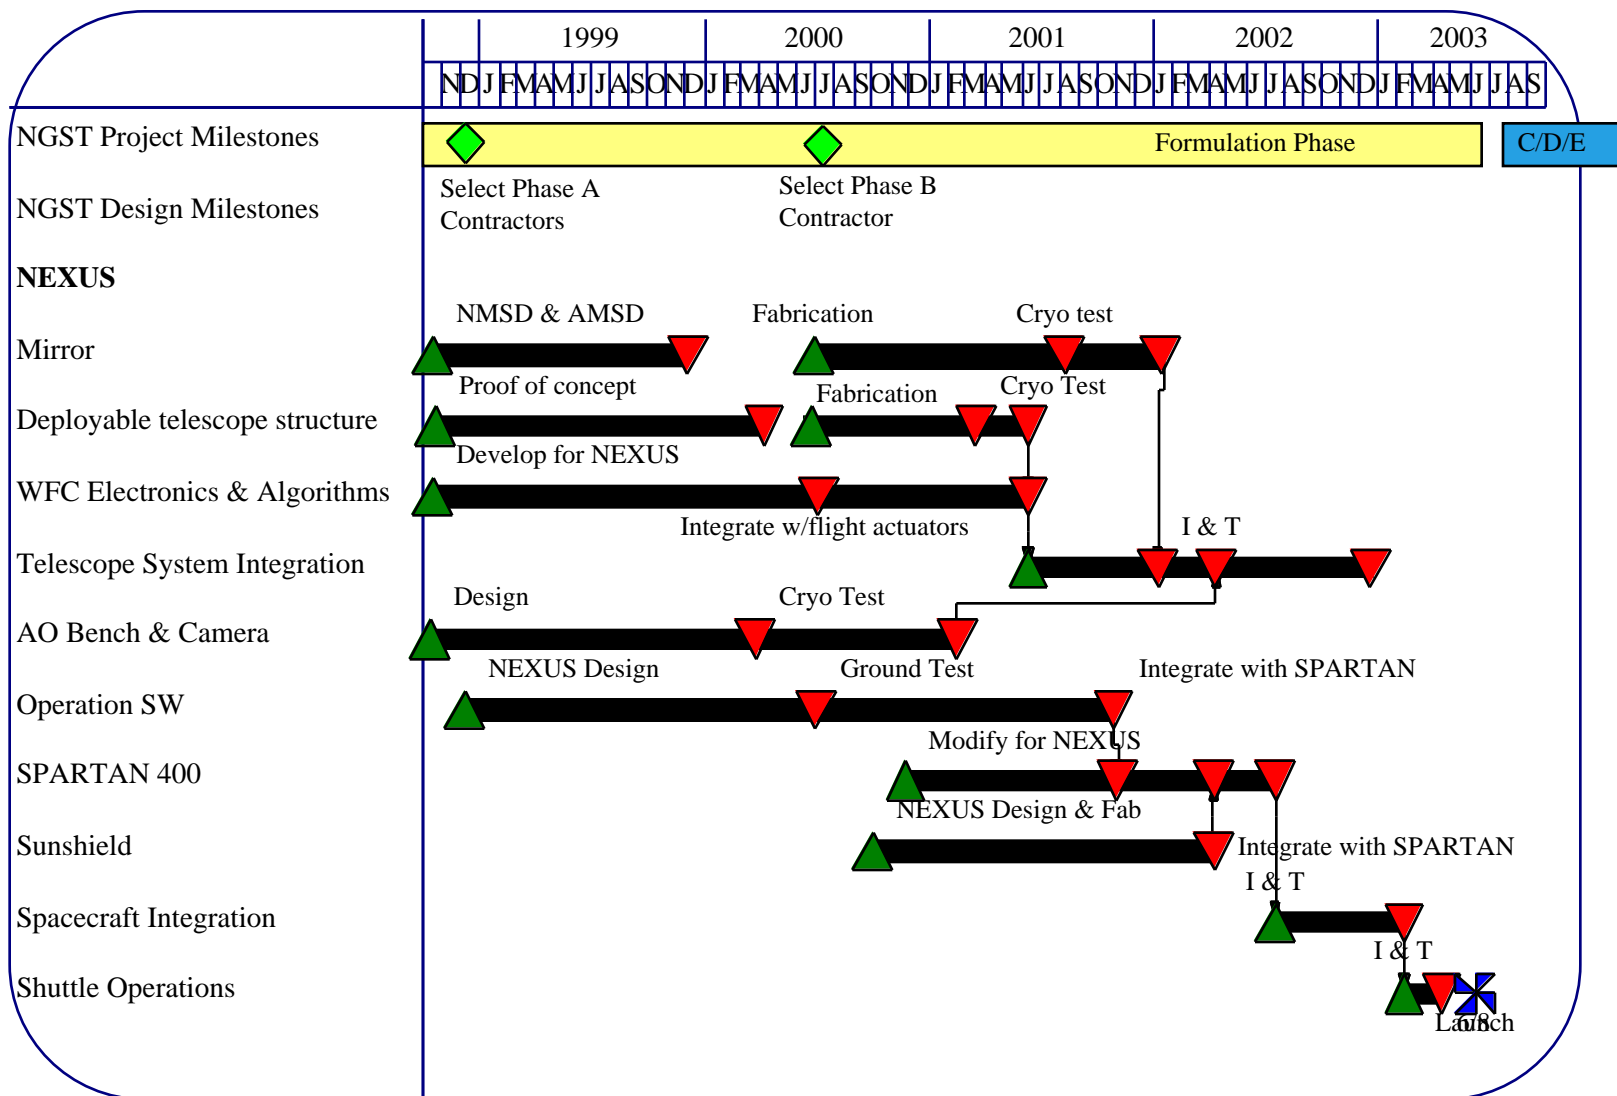 1999 2000 2001 2002 2003
N D J F M A M J J A S O N D J F M A M J J A S O N D J F M A M J J A S O N D J F M A M J J A S O N D J F M A M J J A S
NGST Project Milestones
Formulation Phase
C/D/E
Select Phase A
Contractors
Select Phase B
Contractor
NGST Design Milestones
NEXUS
NMSD & AMSD
Fabrication
Cryo test
Mirror
Proof of concept
Fabrication
Cryo Test
Deployable telescope structure
Develop for NEXUS
WFC Electronics & Algorithms
Integrate w/flight actuators
I & T
Telescope System Integration
Design
Cryo Test
AO Bench & Camera
NEXUS Design
Ground Test
Integrate with SPARTAN
Operation SW
Modify for NEXUS
SPARTAN 400
NEXUS Design & Fab
Sunshield
Integrate with SPARTAN
I & T
Spacecraft Integration
I & T
Shuttle Operations
Launch